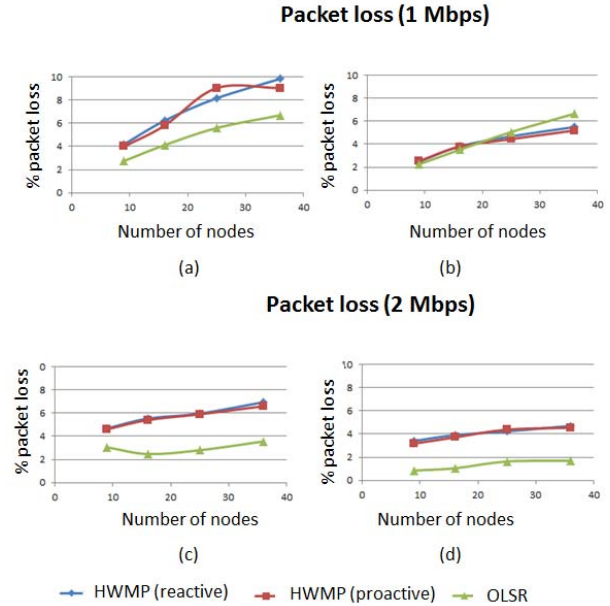 Packet loss (1 Mbps)
% packet loss
10
8
6
4
2
0
0 10 20 30 40
Number of nodes
(a)
% packet loss
10
8
6
4
2
0
0 10 20 30 40
Number of nodes
(b)
Packet loss (2 Mbps)
% packet loss
0
8
6
4
2
0
0 10 20 30 40
Number of nodes
(c)
% packet loss
10
8
6
4
2
0
0 10 20 30 40
Number of nodes
(d)
HWMP (reactive) HWMP (proactive) OLSR